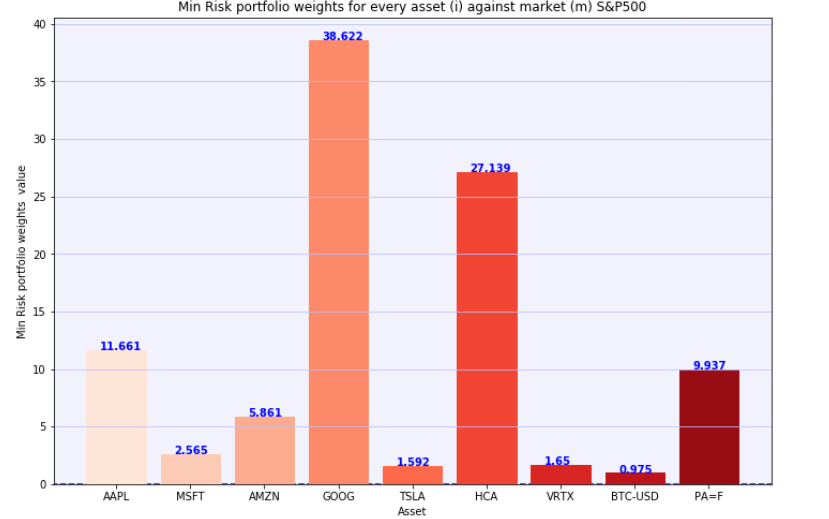 Min Risk portfolio weights for every asset (i) against market (m) S&P500
40
35
30
25
20
15
10
5
0
Min Risk portfolio weights  value
11.661
2.565
5.861
38.622
1.592
27.139
1.65
0.975
9.937
AAPL
MSFT
AMZN
GOOG
TSLA
HCA
VRTX
BTC-USD
PA=F
Asset